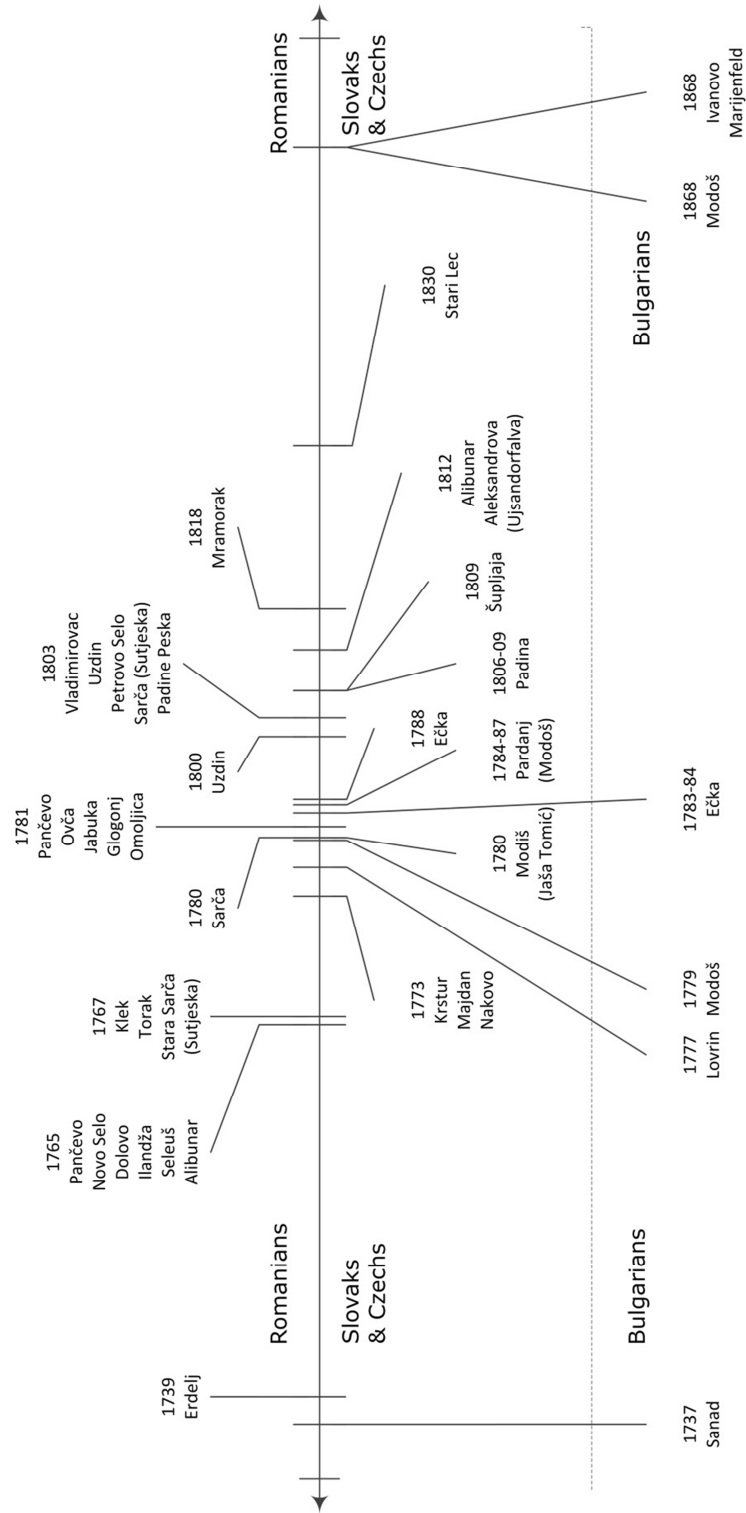 1739
Erdelj
1765
Pančevo
Novo Selo
Dolovo
Ilandža
Seleuš
Alibunar
1767
Klek
Torak
Stara Sarča
(Sutjeska)
1780
Sarča
1781
Pančevo
Ovča
Jabuka
Glogonj
Omoljica
1800
Uzdin
1803
Vladimirovac
Uzdin
Petrovo Selo
Sarča (Sutjeska)
Padine Peska
1818
Mramorak
Romanians
Romanians
Slovaks
& Czechs
Slovaks
& Czechs
1773
Krstur
Majdan
Nakovo
1780
Modiš
(Jaša Tomić)
1784-87
Pardanj
(Modoš)
1788
Ečka
1806-09
Padina
1809
Šupljaja
1812
Alibunar
Aleksandrova
(Ujsandorfalva)
1830
Stari Lec
Bulgarians
Bulgarians
1737
Sanad
1777
Lovrin
1779
Modoš
1783-84
Ečka
1868
Modoš
1868
Ivanovo
Marijenfeld